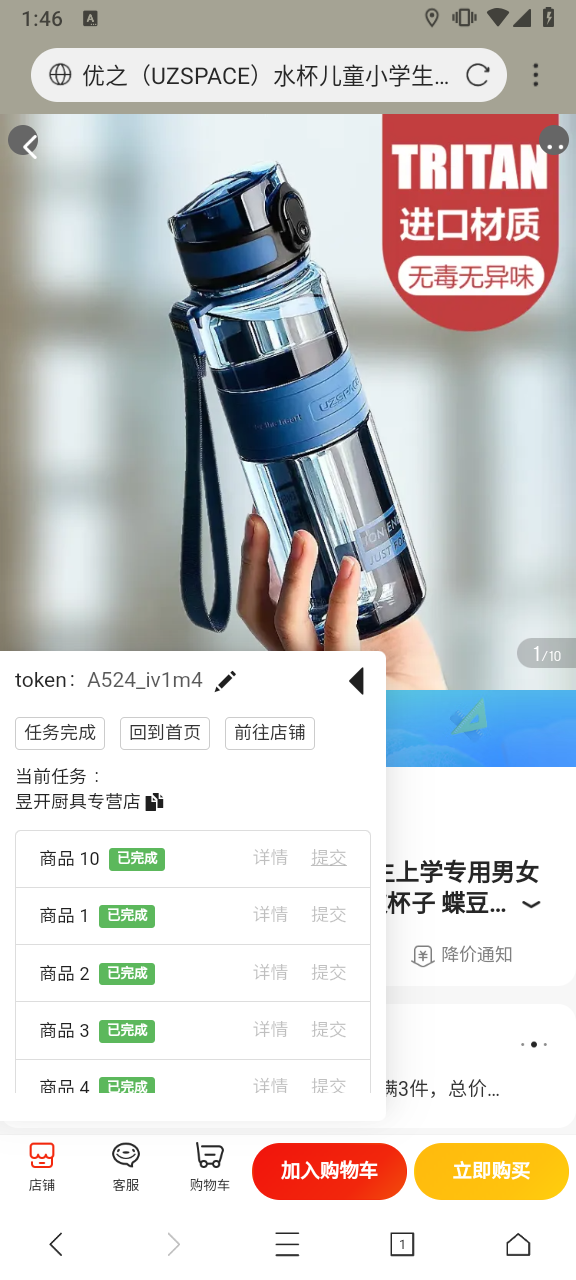 1:46
优之（UZSPACE）水杯儿童小学生…
TRITAN
进口材质
无毒无异味
UZSPACE
1/10
token： A524_iv1m4
任务完成 回到首页 前往店铺
当前任务：
昱开厨具专营店
商品 10 已完成 详情 提交
商品 1 已完成 详情 提交
商品 2 已完成 详情 提交
商品 3 已完成 详情 提交
商品 4 已完成 详情 提交
上学专用男女
杯子 蝶豆…
降价通知
满3件，总价…
店铺 客服 购物车 加入购物车 立即购买
1